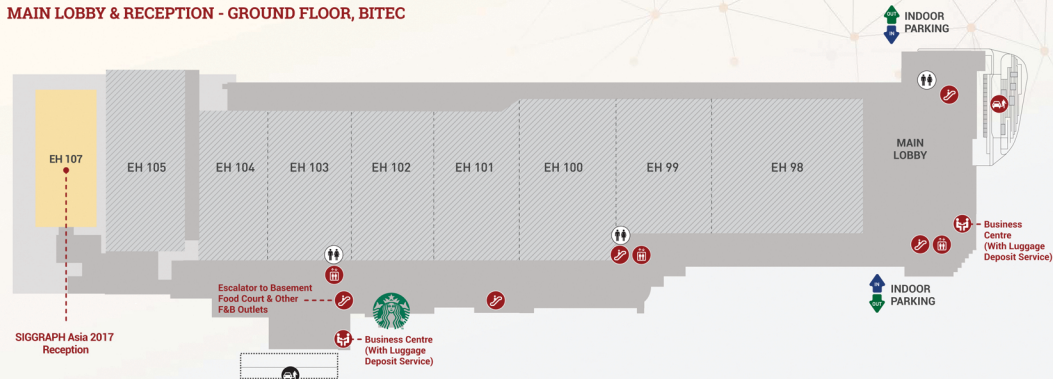 MAIN LOBBY & RECEPTION - GROUND FLOOR, BITEC
OUT
IN
INDOOR
PARKING
EH 107
EH 105
EH 104
EH 103
EH 102
EH 101
EH 100
EH 99
EH 98
MAIN
LOBBY
Business
Centre
(With Luggage
Deposit Service)
Escalator to Basement
Food Court & Other
F&B Outlets
IN
OUT
INDOOR
PARKING
SIGGRAPH Asia 2017
Reception
Business Centre
(With Luggage
Deposit Service)